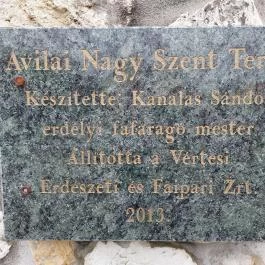 Avilai Nagy Szent Ter
Készítette: Kanalas Sándo
erdélyi fafaragó mester
Állította a Vértesi
Erdészeti és Faipari Zrt.
2013.